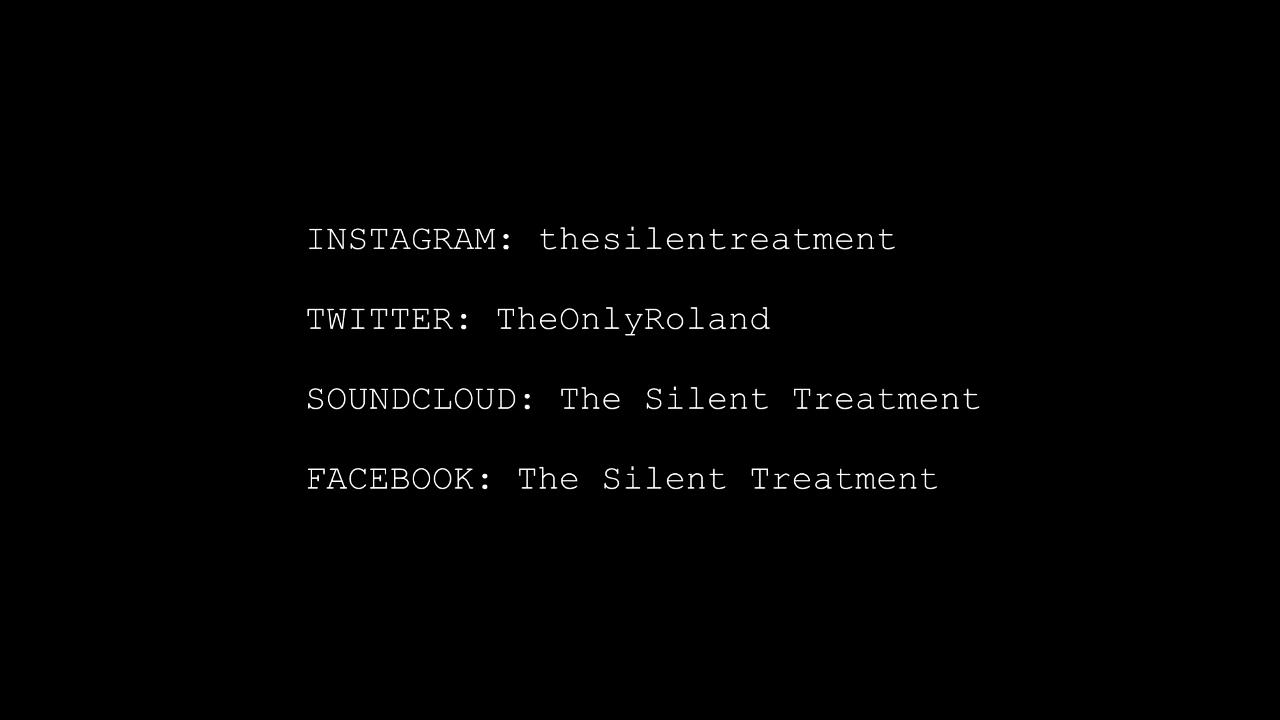 INSTAGRAM: thesilentreatment
TWITTER: TheOnlyRoland
SOUNDCLOUD: The Silent Treatment
FACEBOOK: The Silent Treatment